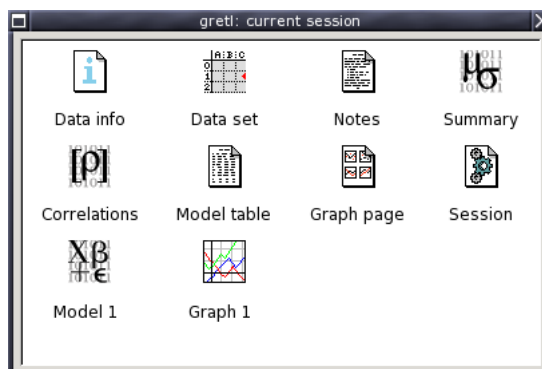 gretl: current session
Data info Data set Notes Summary
Correlations Model table Graph page Session
Model 1 Graph 1